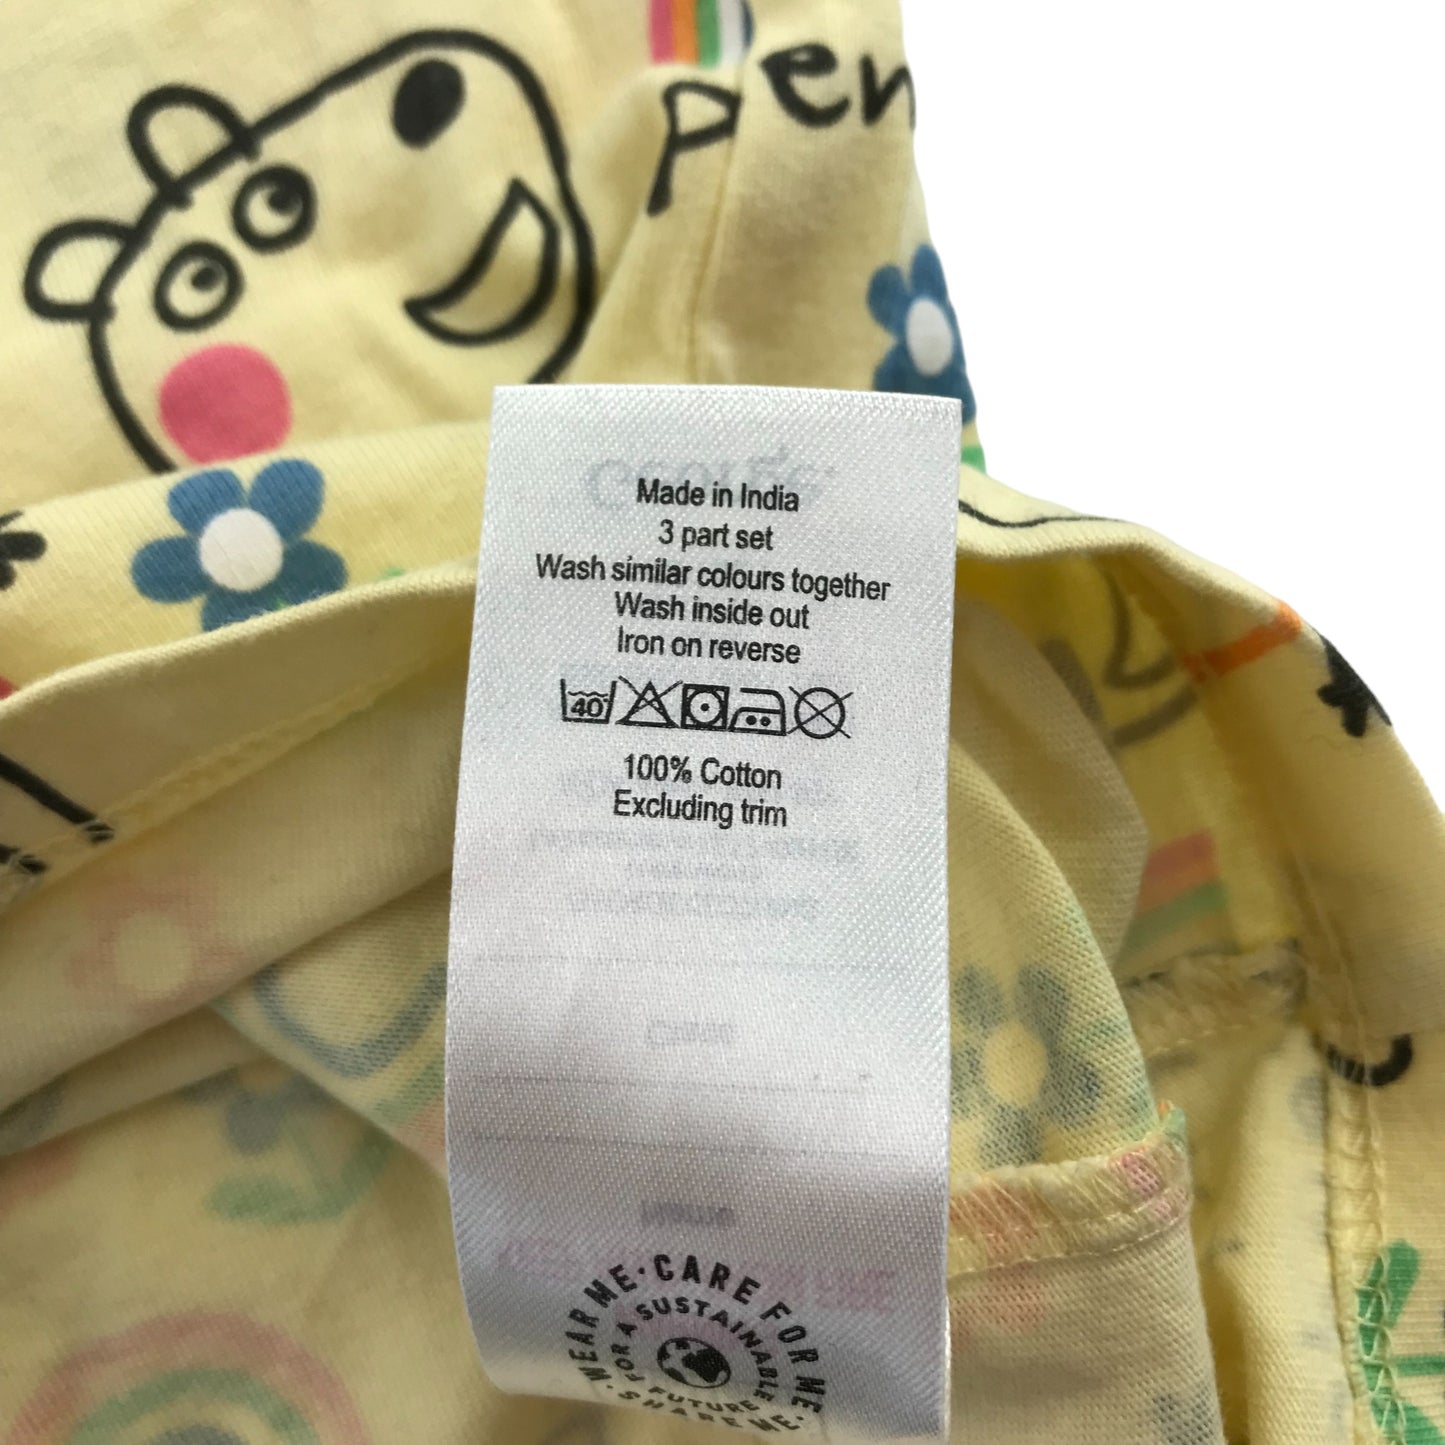 pen
Made in India
3 part set
Wash similar colours together
Wash inside out
Iron on reverse
40
100% Cotton
Excluding trim
WEAR ME · CARE FOR ME · SHARE ME ·
FOR A SUSTAINABLE FUTURE